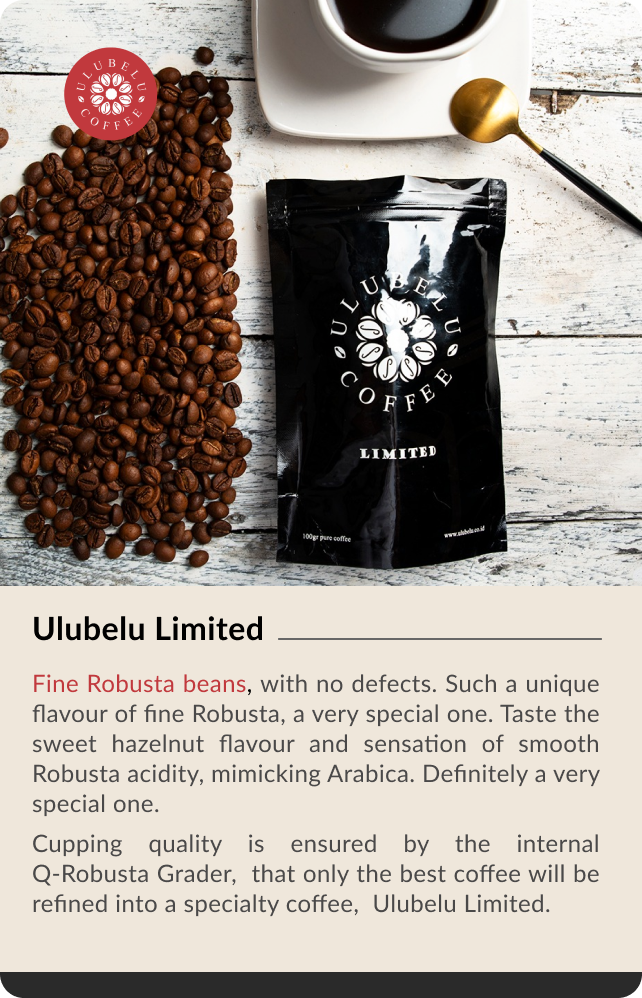 ULUBELU
COFFEE
ULUBELU
COFFEE
LIMITED
100gr pure coffee
www.ulubelu.co.id
Ulubelu Limited
Fine Robusta beans, with no defects. Such a unique
flavour of fine Robusta, a very special one. Taste the
sweet hazelnut flavour and sensation of smooth
Robusta acidity, mimicking Arabica. Definitely a very
special one.
Cupping quality is ensured by the internal
Q-Robusta Grader, that only the best coffee will be
refined into a specialty coffee, Ulubelu Limited.